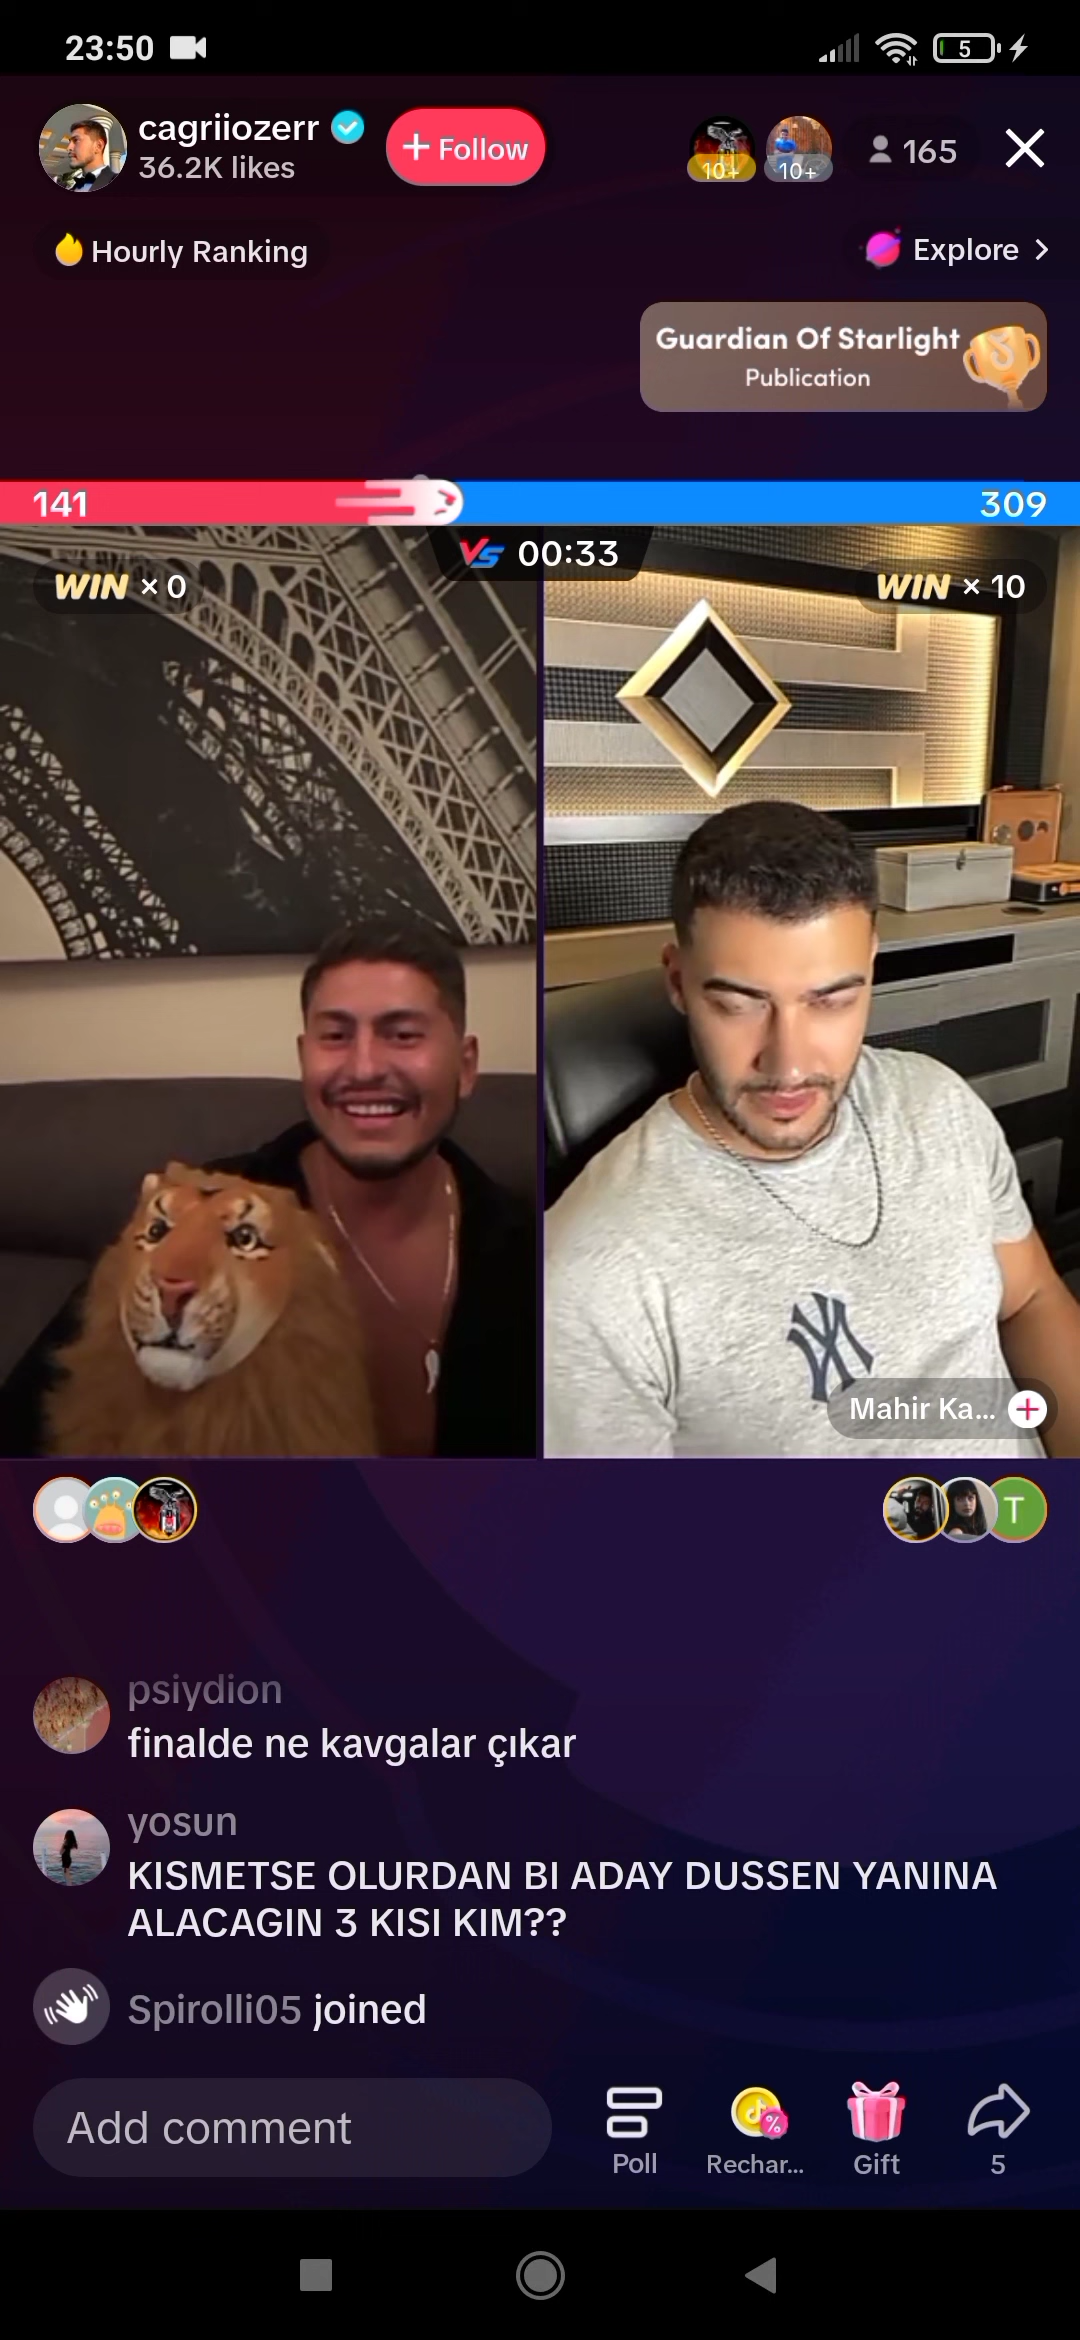 23:50
5
cagriiozerr
36.2K likes
+ Follow
10+
10+
165
Hourly Ranking
Explore >
Guardian Of Starlight
Publication
141
309
VS 00:33
WIN × 0
WIN × 10
NY
Mahir Ka...
T
psiydion
finalde ne kavgalar çıkar
yosun
KISMETSE OLURDAN BI ADAY DUSSEN YANINA
ALACAGIN 3 KISI KIM??
Spirolli05 joined
Add comment
Poll
%
Rechar...
Gift
5